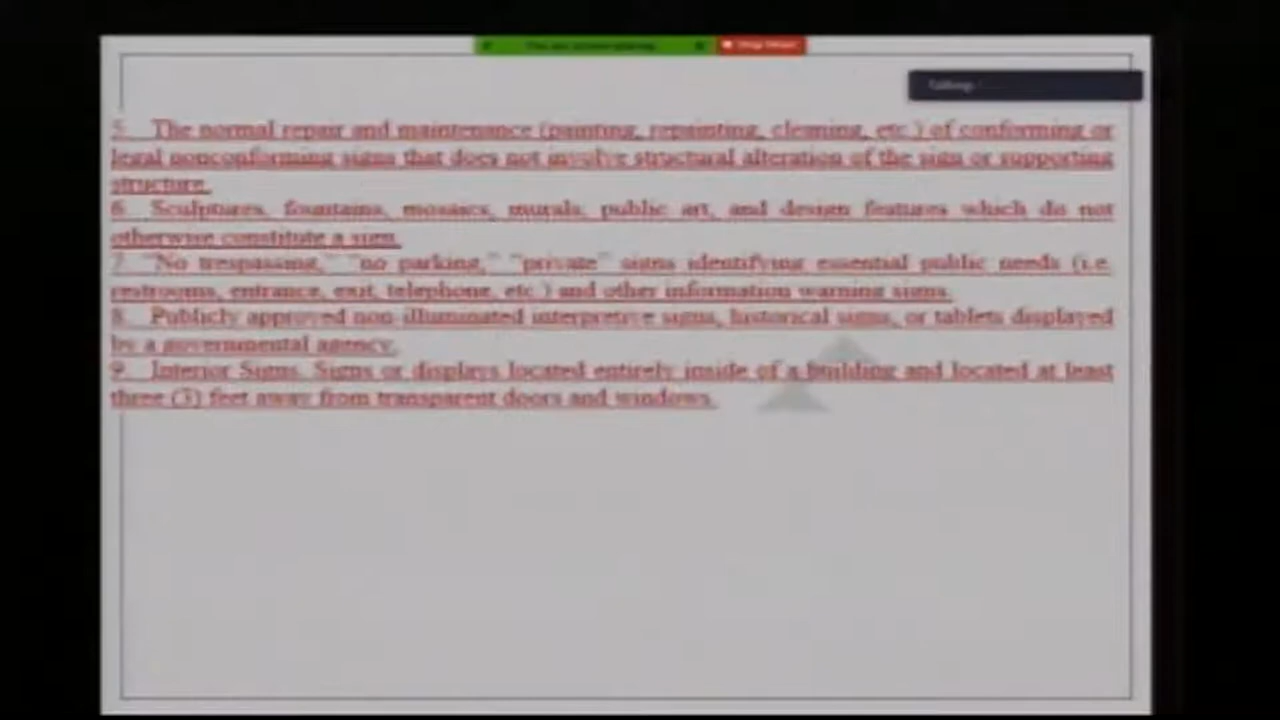 Talking:
5. The normal repair and maintenance (painting, repainting, cleaning, etc.) of conforming or
legal nonconforming signs that does not involve structural alteration of the sign or supporting
structure.
6. Sculptures, fountains, mosaics, murals, public art, and design features which do not
otherwise constitute a sign.
7. "No trespassing," "no parking," "private" signs identifying essential public needs (i.e.
restrooms, entrance, exit, telephone, etc.) and other information warning signs.
8. Publicly approved non-illuminated interpretive signs, historical signs, or tablets displayed
by a governmental agency.
9. Interior Signs. Signs or displays located entirely inside of a building and located at least
three (3) feet away from transparent doors and windows.